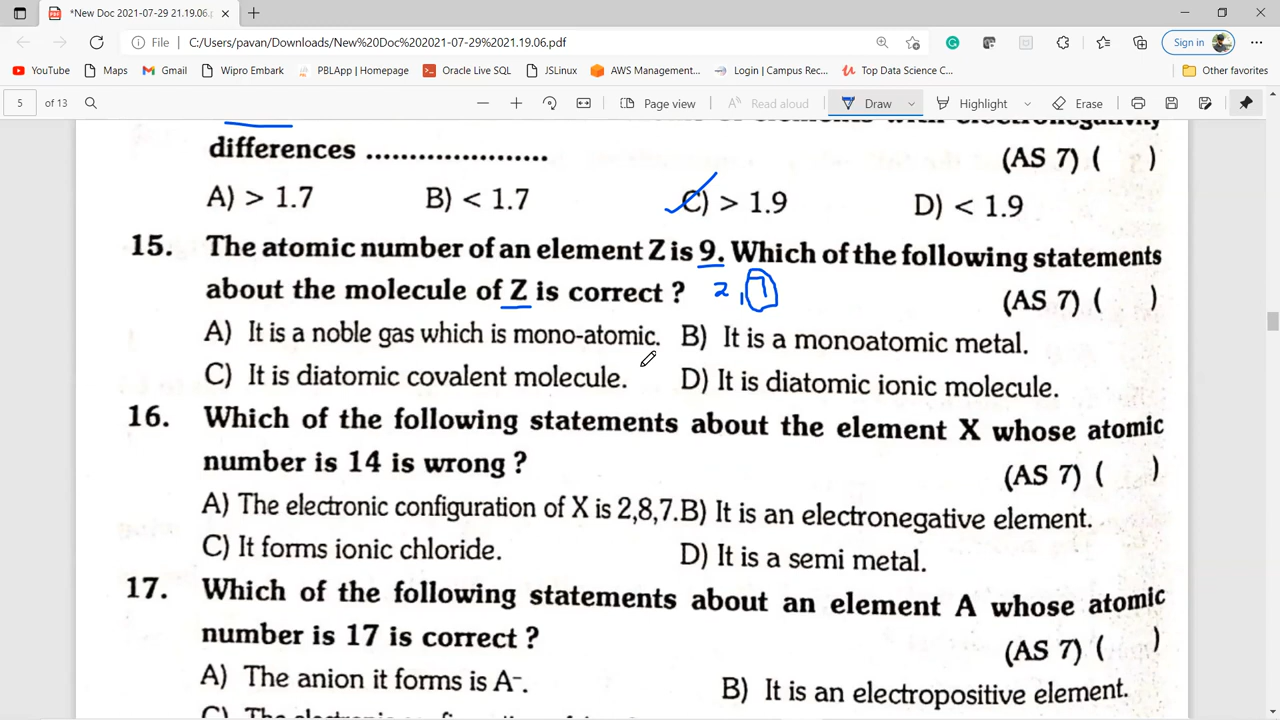 *New Doc 2021-07-29 21.19.06.p
File C:/Users/pavan/Downloads/New%20Doc%202021-07-29%2021.19.06.pdf Sign in
YouTube Maps Gmail Wipro Embark PBLApp | Homepage Oracle Live SQL JSLinux AWS Management... Login | Campus Rec... Top Data Science C... Other favorites
5 of 13 Page view Read aloud Draw Highlight Erase
elements with electronegativity
differences ..................... (AS 7) ( )
A) > 1.7 B) < 1.7 C) > 1.9 D) < 1.9
15. The atomic number of an element Z is 9. Which of the following statements
about the molecule of Z is correct ? 2,7 (AS 7) ( )
A) It is a noble gas which is mono-atomic. B) It is a monoatomic metal.
C) It is diatomic covalent molecule. D) It is diatomic ionic molecule.
16. Which of the following statements about the element X whose atomic
number is 14 is wrong ? (AS 7) ( )
A) The electronic configuration of X is 2,8,7. B) It is an electronegative element.
C) It forms ionic chloride. D) It is a semi metal.
17. Which of the following statements about an element A whose atomic
number is 17 is correct ? (AS 7) ( )
A) The anion it forms is A⁻. B) It is an electropositive element.